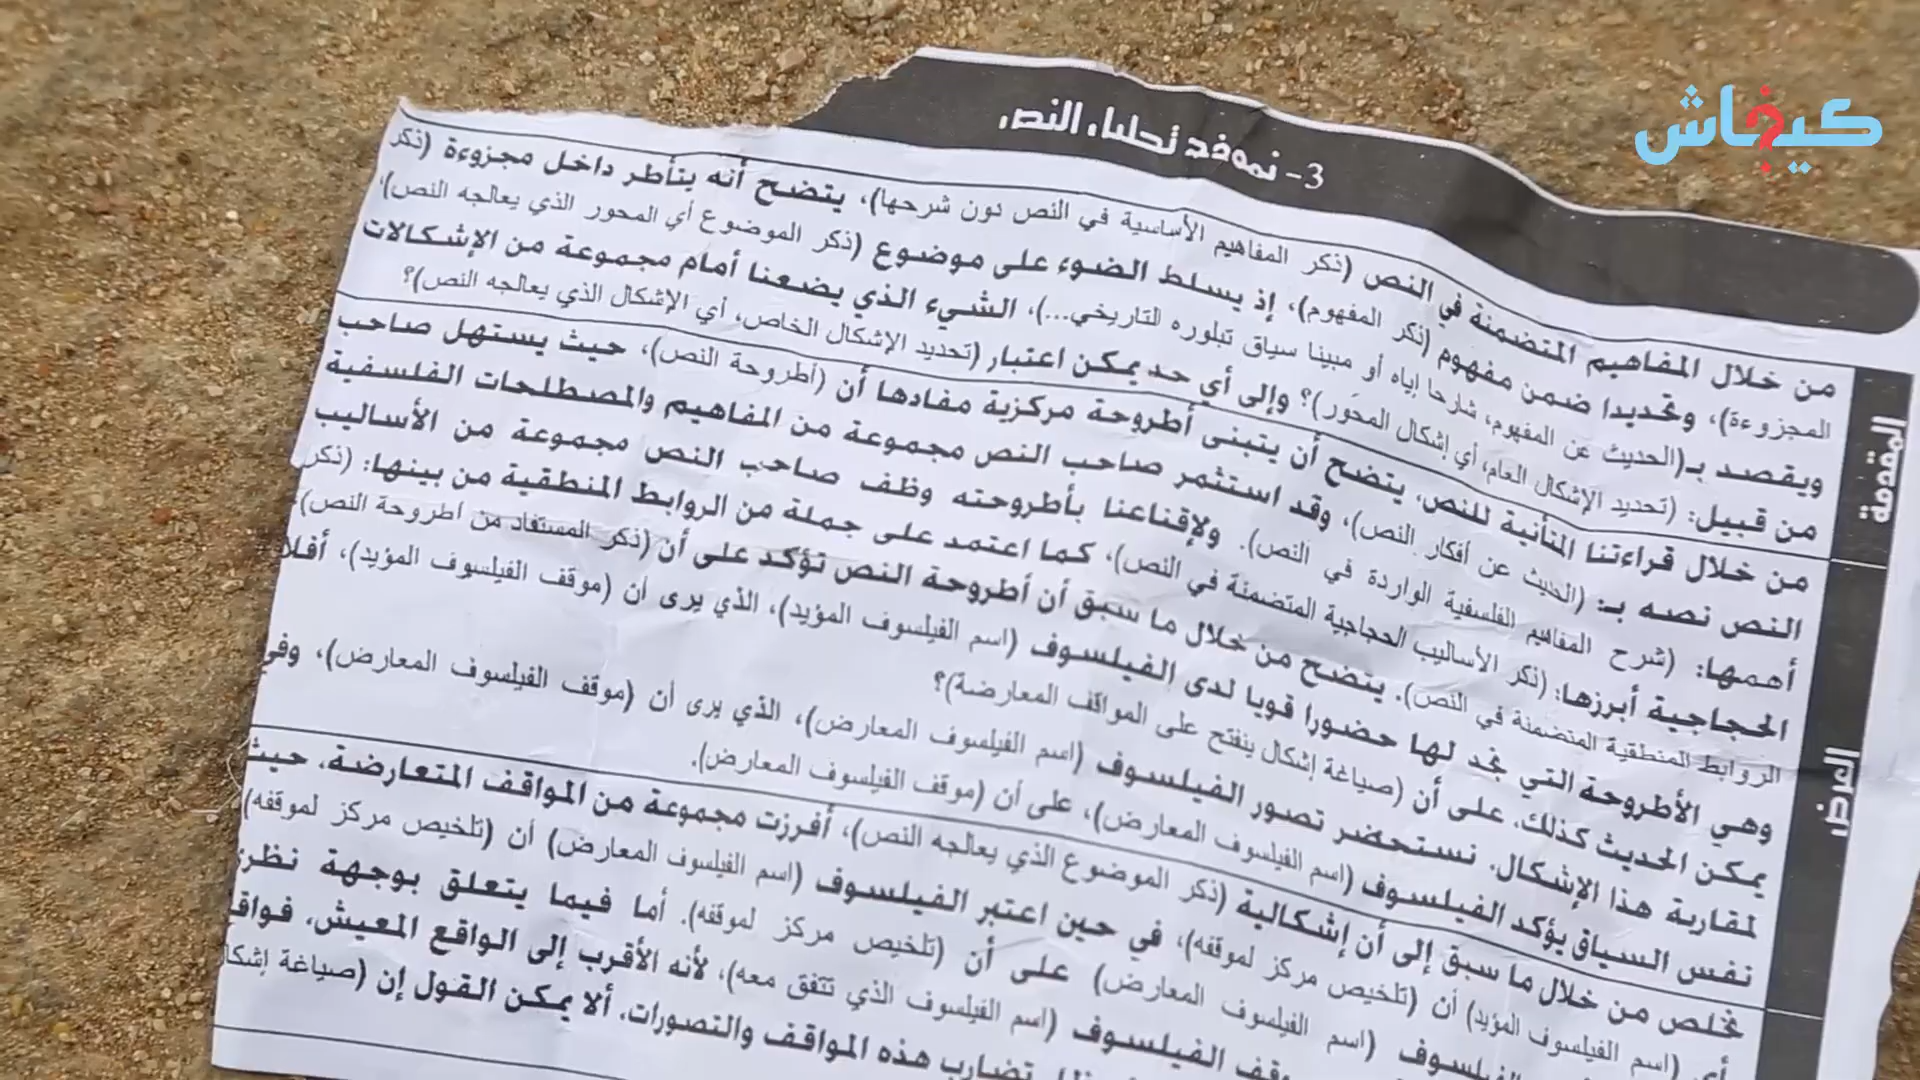 كيفاش
3- نموذج تحليل النص
من خلال المفاهيم المتضمنة في النص (ذكر المفاهيم الأساسية في النص دون شرحها)، يتضح أنه يتأطر داخل مجزوءة (ذكر
المجزوءة)، وتحديدا ضمن مفهوم (ذكر المفهوم)، إذ يسلط الضوء على موضوع (ذكر الموضوع أي المحور الذي يعالجه النص)،
ويقصد بـ (الحديث عن المفهوم، شارحا إياه أو مبينا سياق تبلوره التاريخي...)، الشيء الذي يضعنا أمام مجموعة من الإشكالات
من قبيل: (تحديد الإشكال العام، أي إشكال المحور)؟ وإلى أي حد يمكن اعتبار (تحديد الإشكال الخاص، أي الإشكال الذي يعالجه النص)؟
المقدمة
من خلال قراءتنا المتأنية للنص، يتضح أن يتبنى أطروحة مركزية مفادها أن (أطروحة النص)، حيث يستهل صاحب
النص نصه بـ: (الحديث عن أفكار النص)، وقد استثمر صاحب النص مجموعة من المفاهيم والمصطلحات الفلسفية
أهمها: (شرح المفاهيم الفلسفية الواردة في النص). ولإقناعنا بأطروحته وظف صاحب النص مجموعة من الأساليب
الحجاجية أبرزها: (ذكر الأساليب الحجاجية المتضمنة في النص)، كما اعتمد على جملة من الروابط المنطقية من بينها: (ذكر
الروابط المنطقية المتضمنة في النص). يتضح من خلال ما سبق أن أطروحة النص تؤكد على أن (ذكر المستفاد من أطروحة النص)،
وهي الأطروحة التي نجد لها حضورا قويا لدى الفيلسوف (اسم الفيلسوف المؤيد)، الذي يرى أن (موقف الفيلسوف المؤيد)، أفلا
يمكن الحديث كذلك على أن (صياغة إشكال ينفتح على المواقف المعارضة)؟
لمقاربة هذا الإشكال، نستحضر تصور الفيلسوف (اسم الفيلسوف المعارض)، الذي يرى أن (موقف الفيلسوف المعارض)، وفي
نفس السياق يؤكد الفيلسوف (اسم الفيلسوف المعارض)، على أن (موقف الفيلسوف المعارض).
العرض
نخلص من خلال ما سبق إلى أن إشكالية (ذكر الموضوع الذي يعالجه النص)، أفرزت مجموعة من المواقف المتعارضة، حيث
(اسم الفيلسوف المؤيد) أن (تلخيص مركز لموقفه)، في حين اعتبر الفيلسوف (اسم الفيلسوف المعارض) أن (تلخيص مركز لموقفه)
الفيلسوف (اسم الفيلسوف المعارض) على أن (تلخيص مركز لموقفه). أما فيما يتعلق بوجهة
الفيلسوف (اسم الفيلسوف الذي تتفق معه)، لأنه الأقرب إلى الواقع المعيش،
تضارب هذه المواقف والتصورات، ألا يمكن القول إن (صياغة